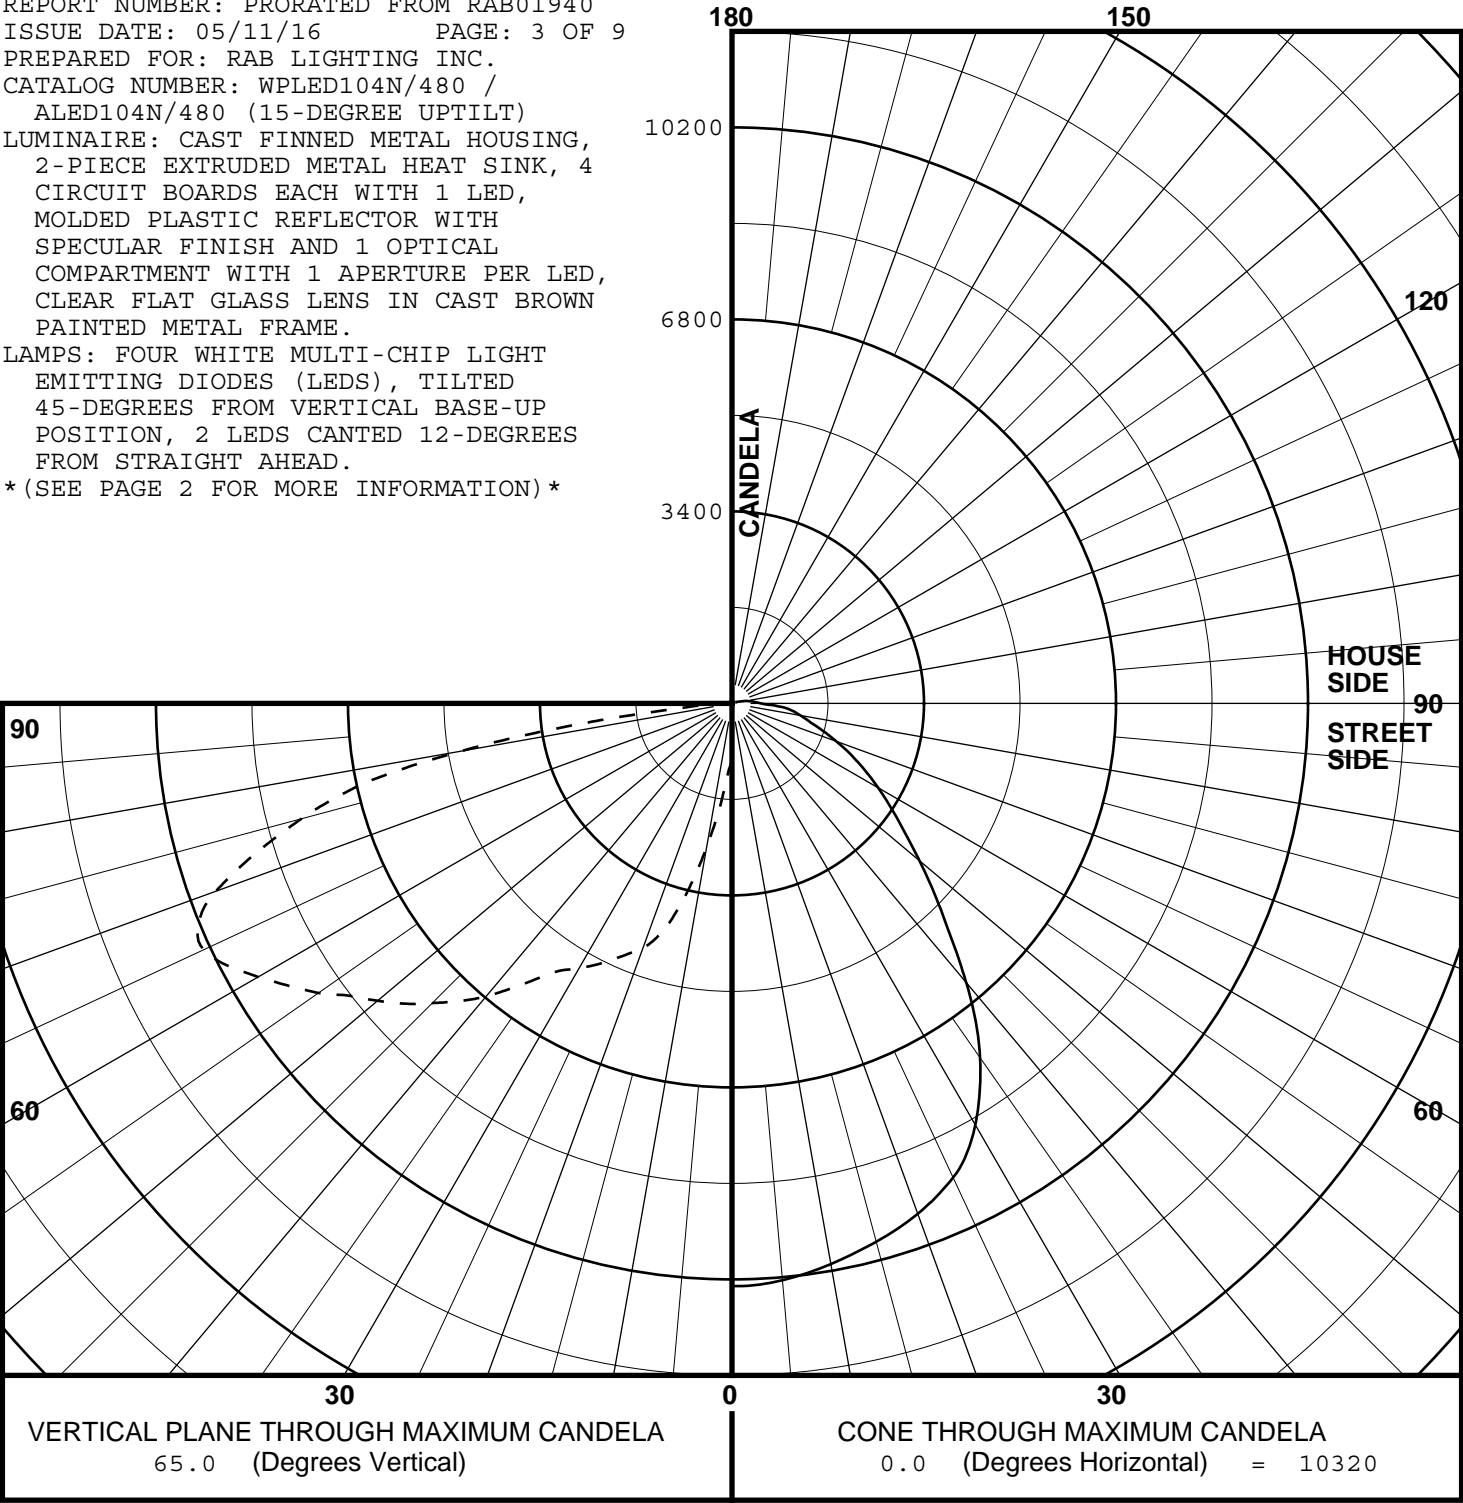 REPORT NUMBER: PRORATED FROM RAB01940
ISSUE DATE: 05/11/16 PAGE: 3 OF 9
PREPARED FOR: RAB LIGHTING INC.
CATALOG NUMBER: WPLED104N/480 /
ALED104N/480 (15-DEGREE UPTILT)
LUMINAIRE: CAST FINNED METAL HOUSING,
2-PIECE EXTRUDED METAL HEAT SINK, 4
CIRCUIT BOARDS EACH WITH 1 LED,
MOLDED PLASTIC REFLECTOR WITH
SPECULAR FINISH AND 1 OPTICAL
COMPARTMENT WITH 1 APERTURE PER LED,
CLEAR FLAT GLASS LENS IN CAST BROWN
PAINTED METAL FRAME.
LAMPS: FOUR WHITE MULTI-CHIP LIGHT
EMITTING DIODES (LEDS), TILTED
45-DEGREES FROM VERTICAL BASE-UP
POSITION, 2 LEDS CANTED 12-DEGREES
FROM STRAIGHT AHEAD.
*(SEE PAGE 2 FOR MORE INFORMATION)*
180
150
10200
120
6800
CANDELA
3400
HOUSE
SIDE
90
90
STREET
SIDE
60
60
30
0
30
VERTICAL PLANE THROUGH MAXIMUM CANDELA
65.0 (Degrees Vertical)
CONE THROUGH MAXIMUM CANDELA
0.0 (Degrees Horizontal) = 10320